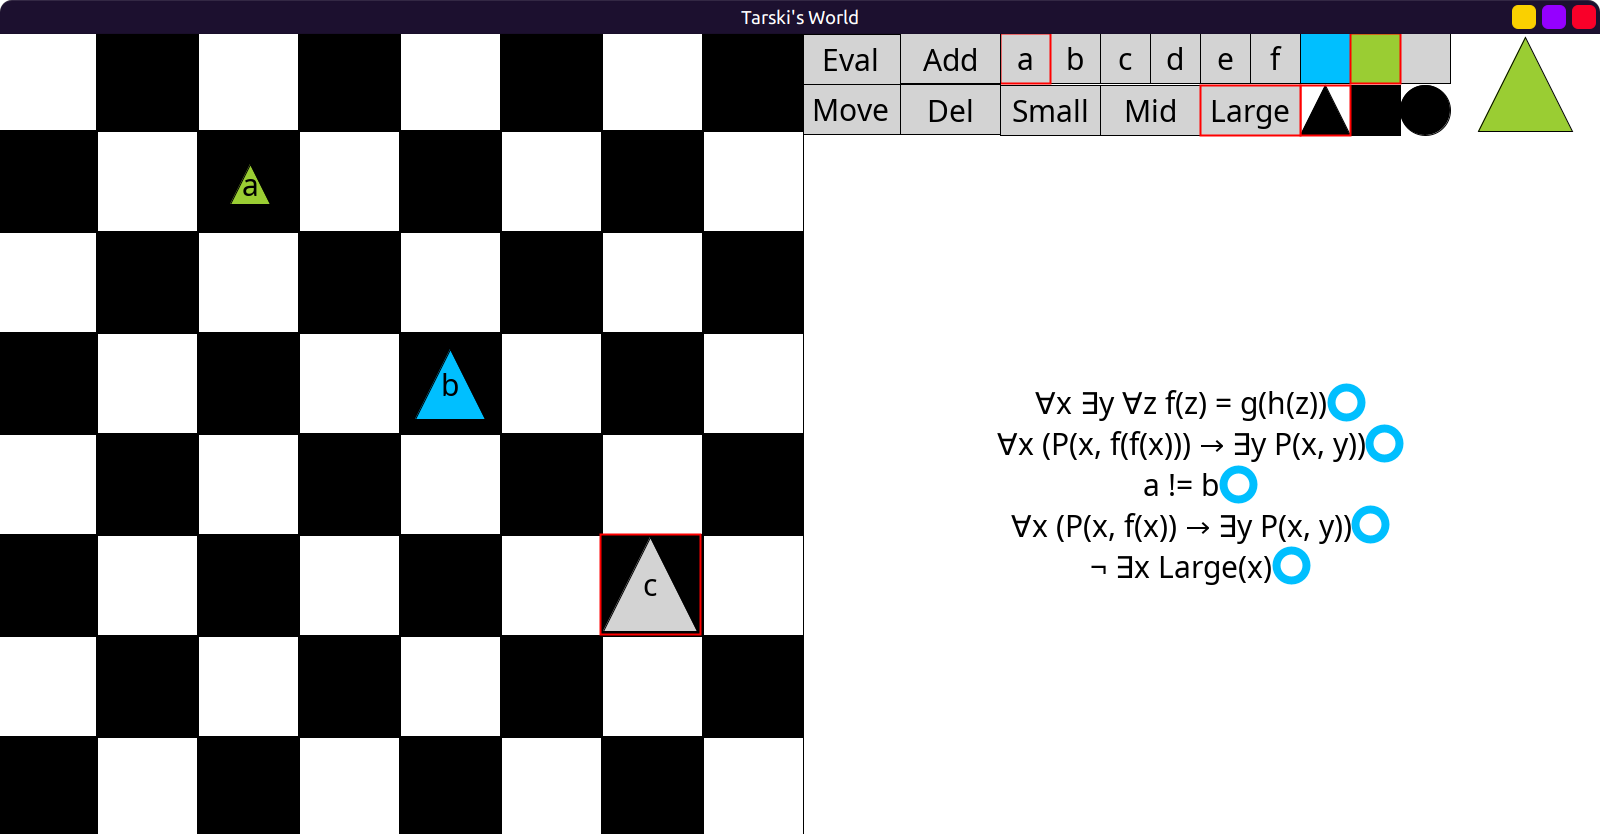 Tarski's World
Eval Add a b c d e f
Move Del Small Mid Large
a
b
c
∀x ∃y ∀z f(z) = g(h(z))
∀x (P(x, f(f(x))) → ∃y P(x, y))
a != b
∀x (P(x, f(x)) → ∃y P(x, y))
¬ ∃x Large(x)